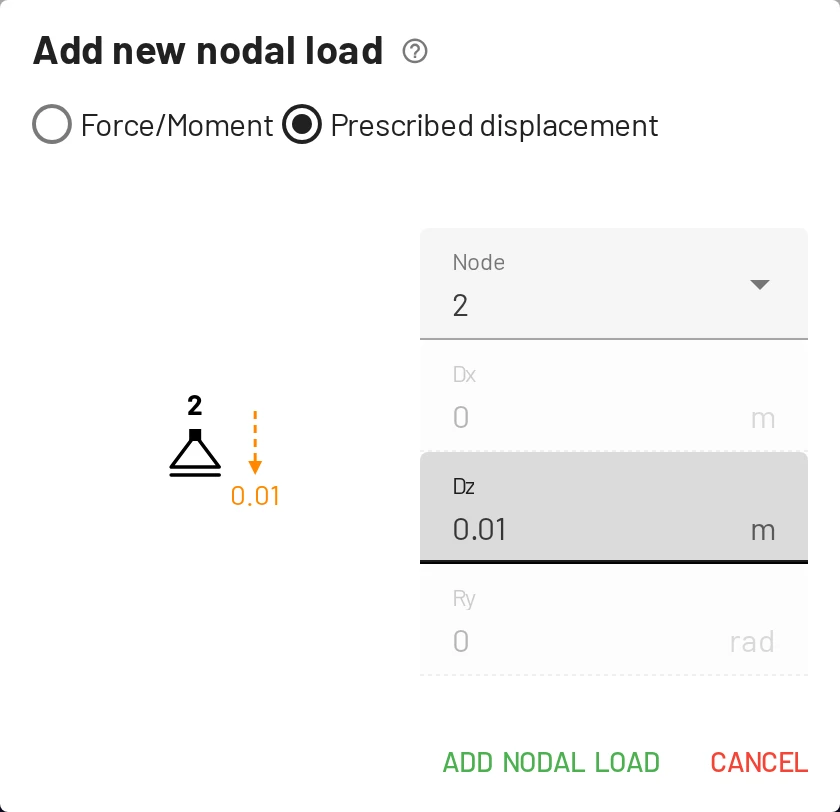 Add new nodal load
Force/Moment Prescribed displacement
Node
2
Dx
0 m
2
Dz
0.01
0.01 m
Ry
0 rad
ADD NODAL LOAD CANCEL